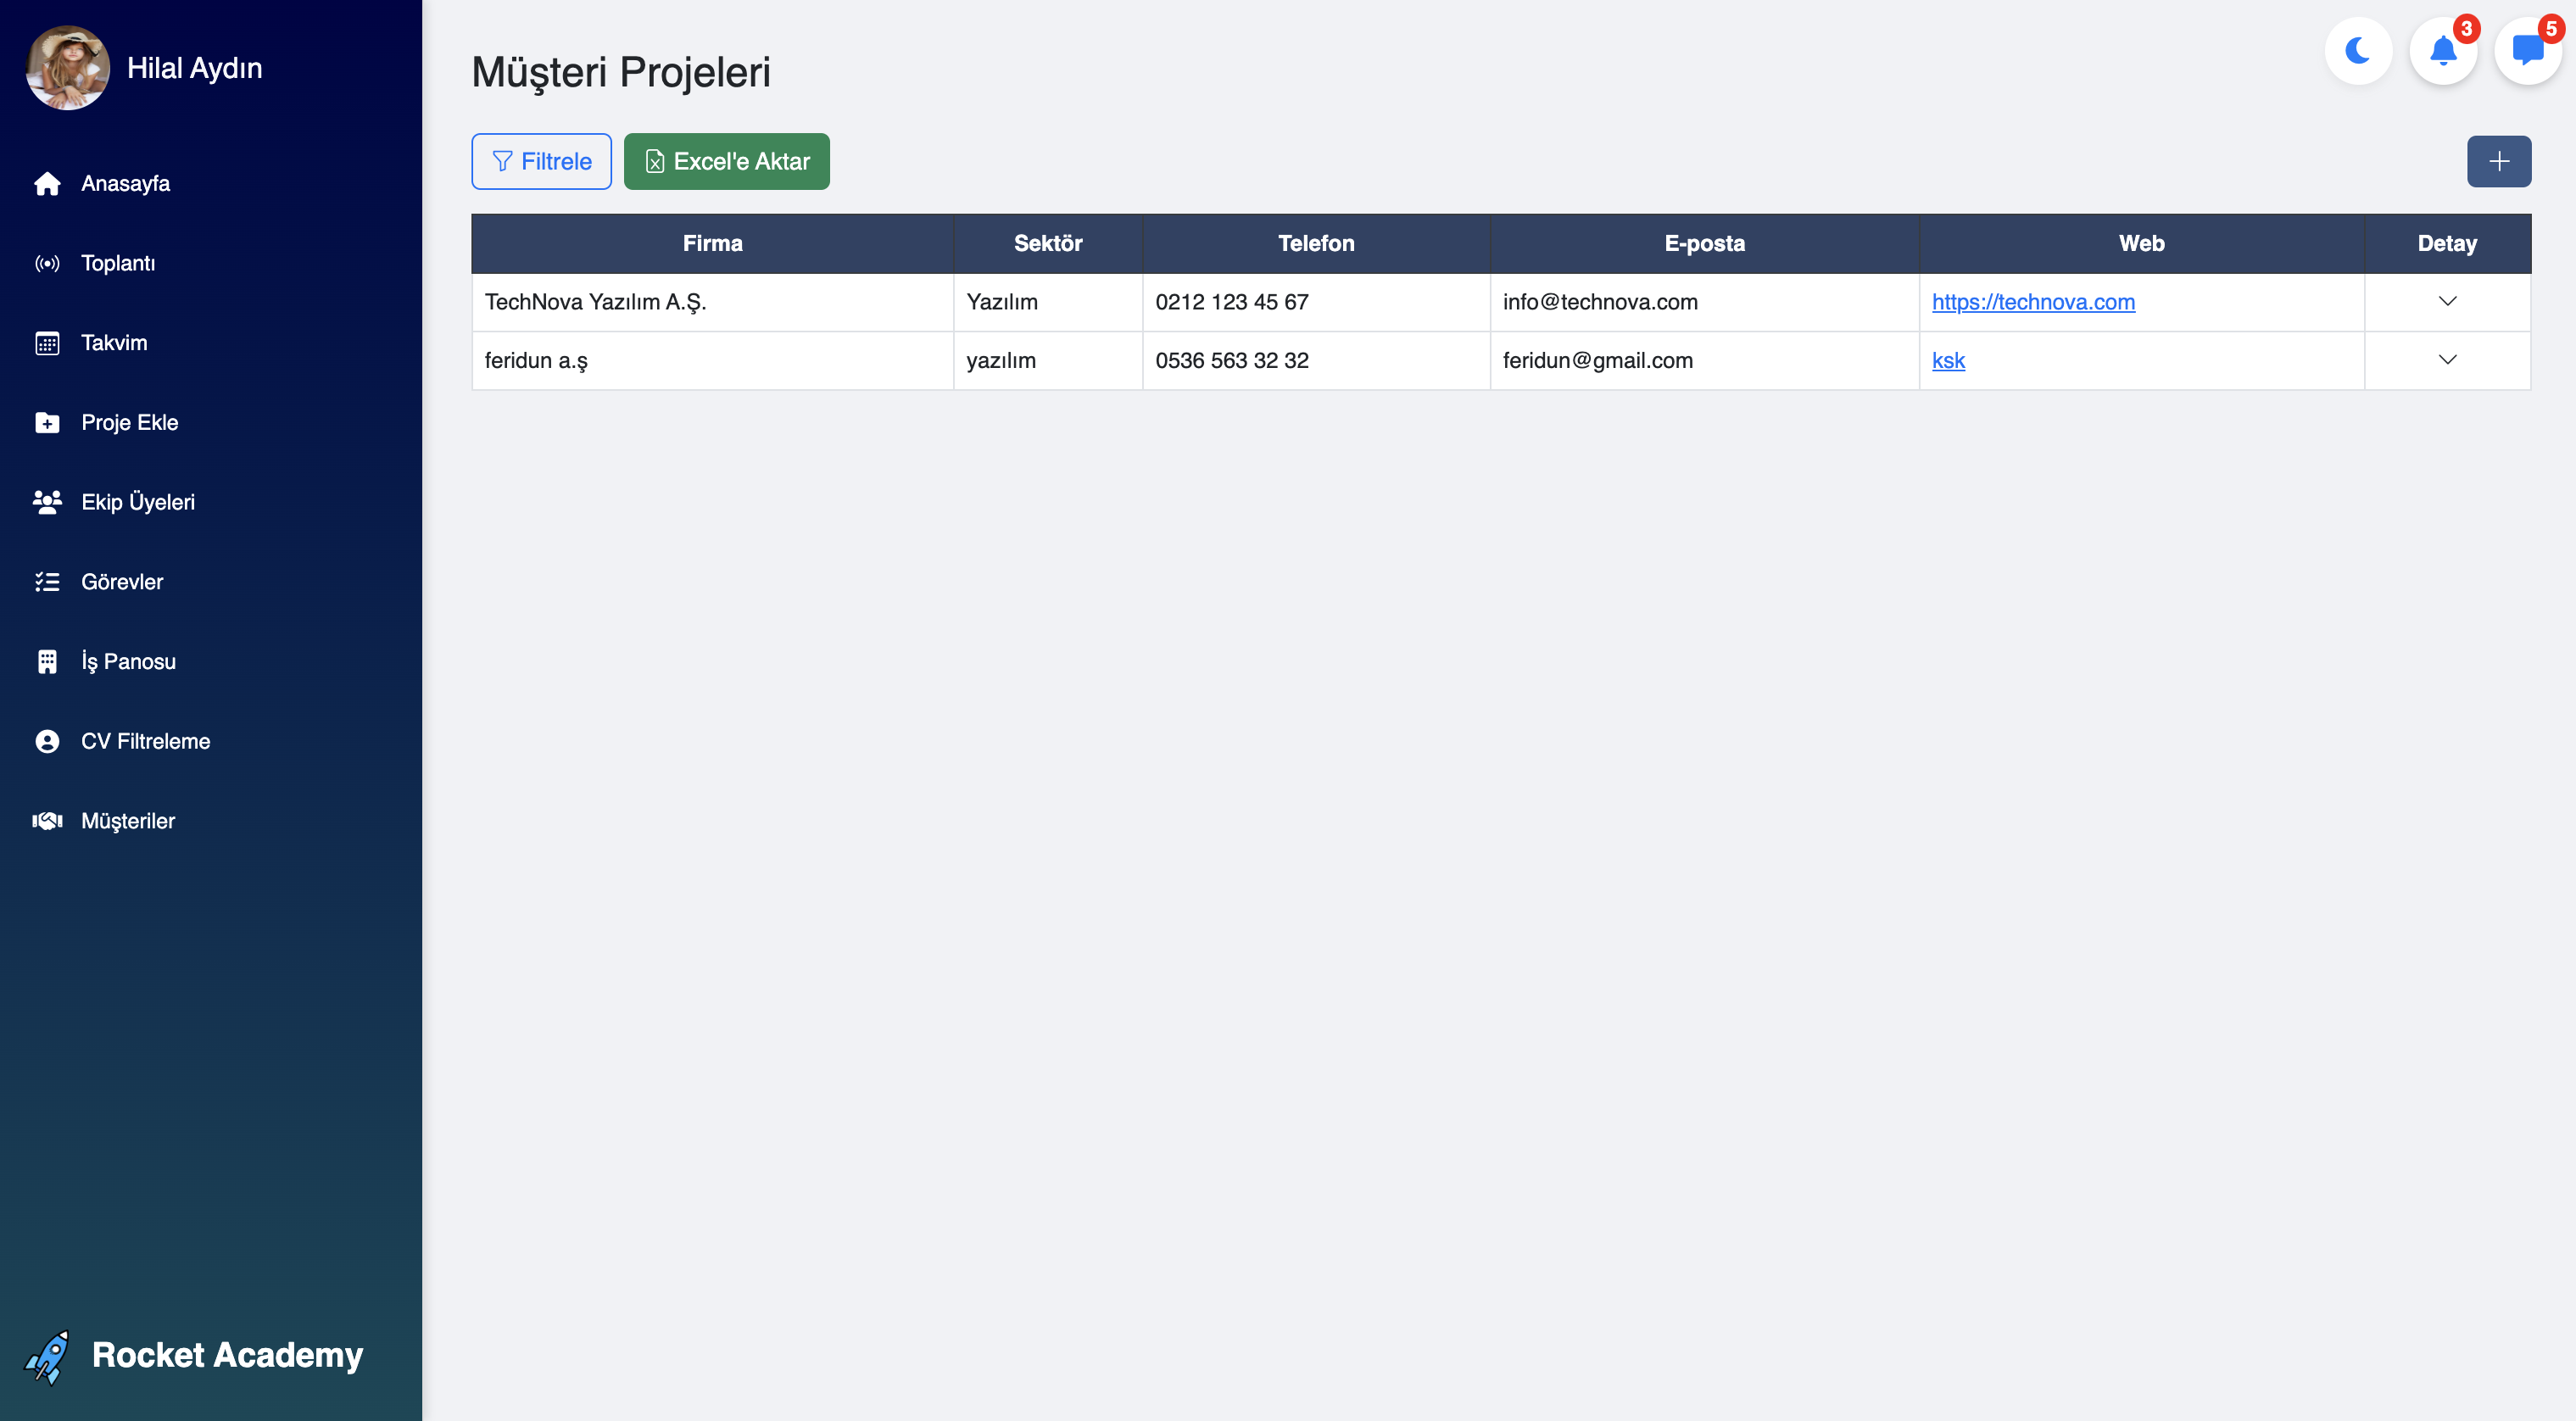 Hilal Aydın
Anasayfa
Toplantı
Takvim
Proje Ekle
Ekip Üyeleri
Görevler
İş Panosu
CV Filtreleme
Müşteriler
Rocket Academy
Müşteri Projeleri
3
5
Filtrele
Excel'e Aktar
Firma Sektör Telefon E-posta Web Detay
TechNova Yazılım A.Ş. Yazılım 0212 123 45 67 info@technova.com https://technova.com
feridun a.ş yazılım 0536 563 32 32 feridun@gmail.com ksk